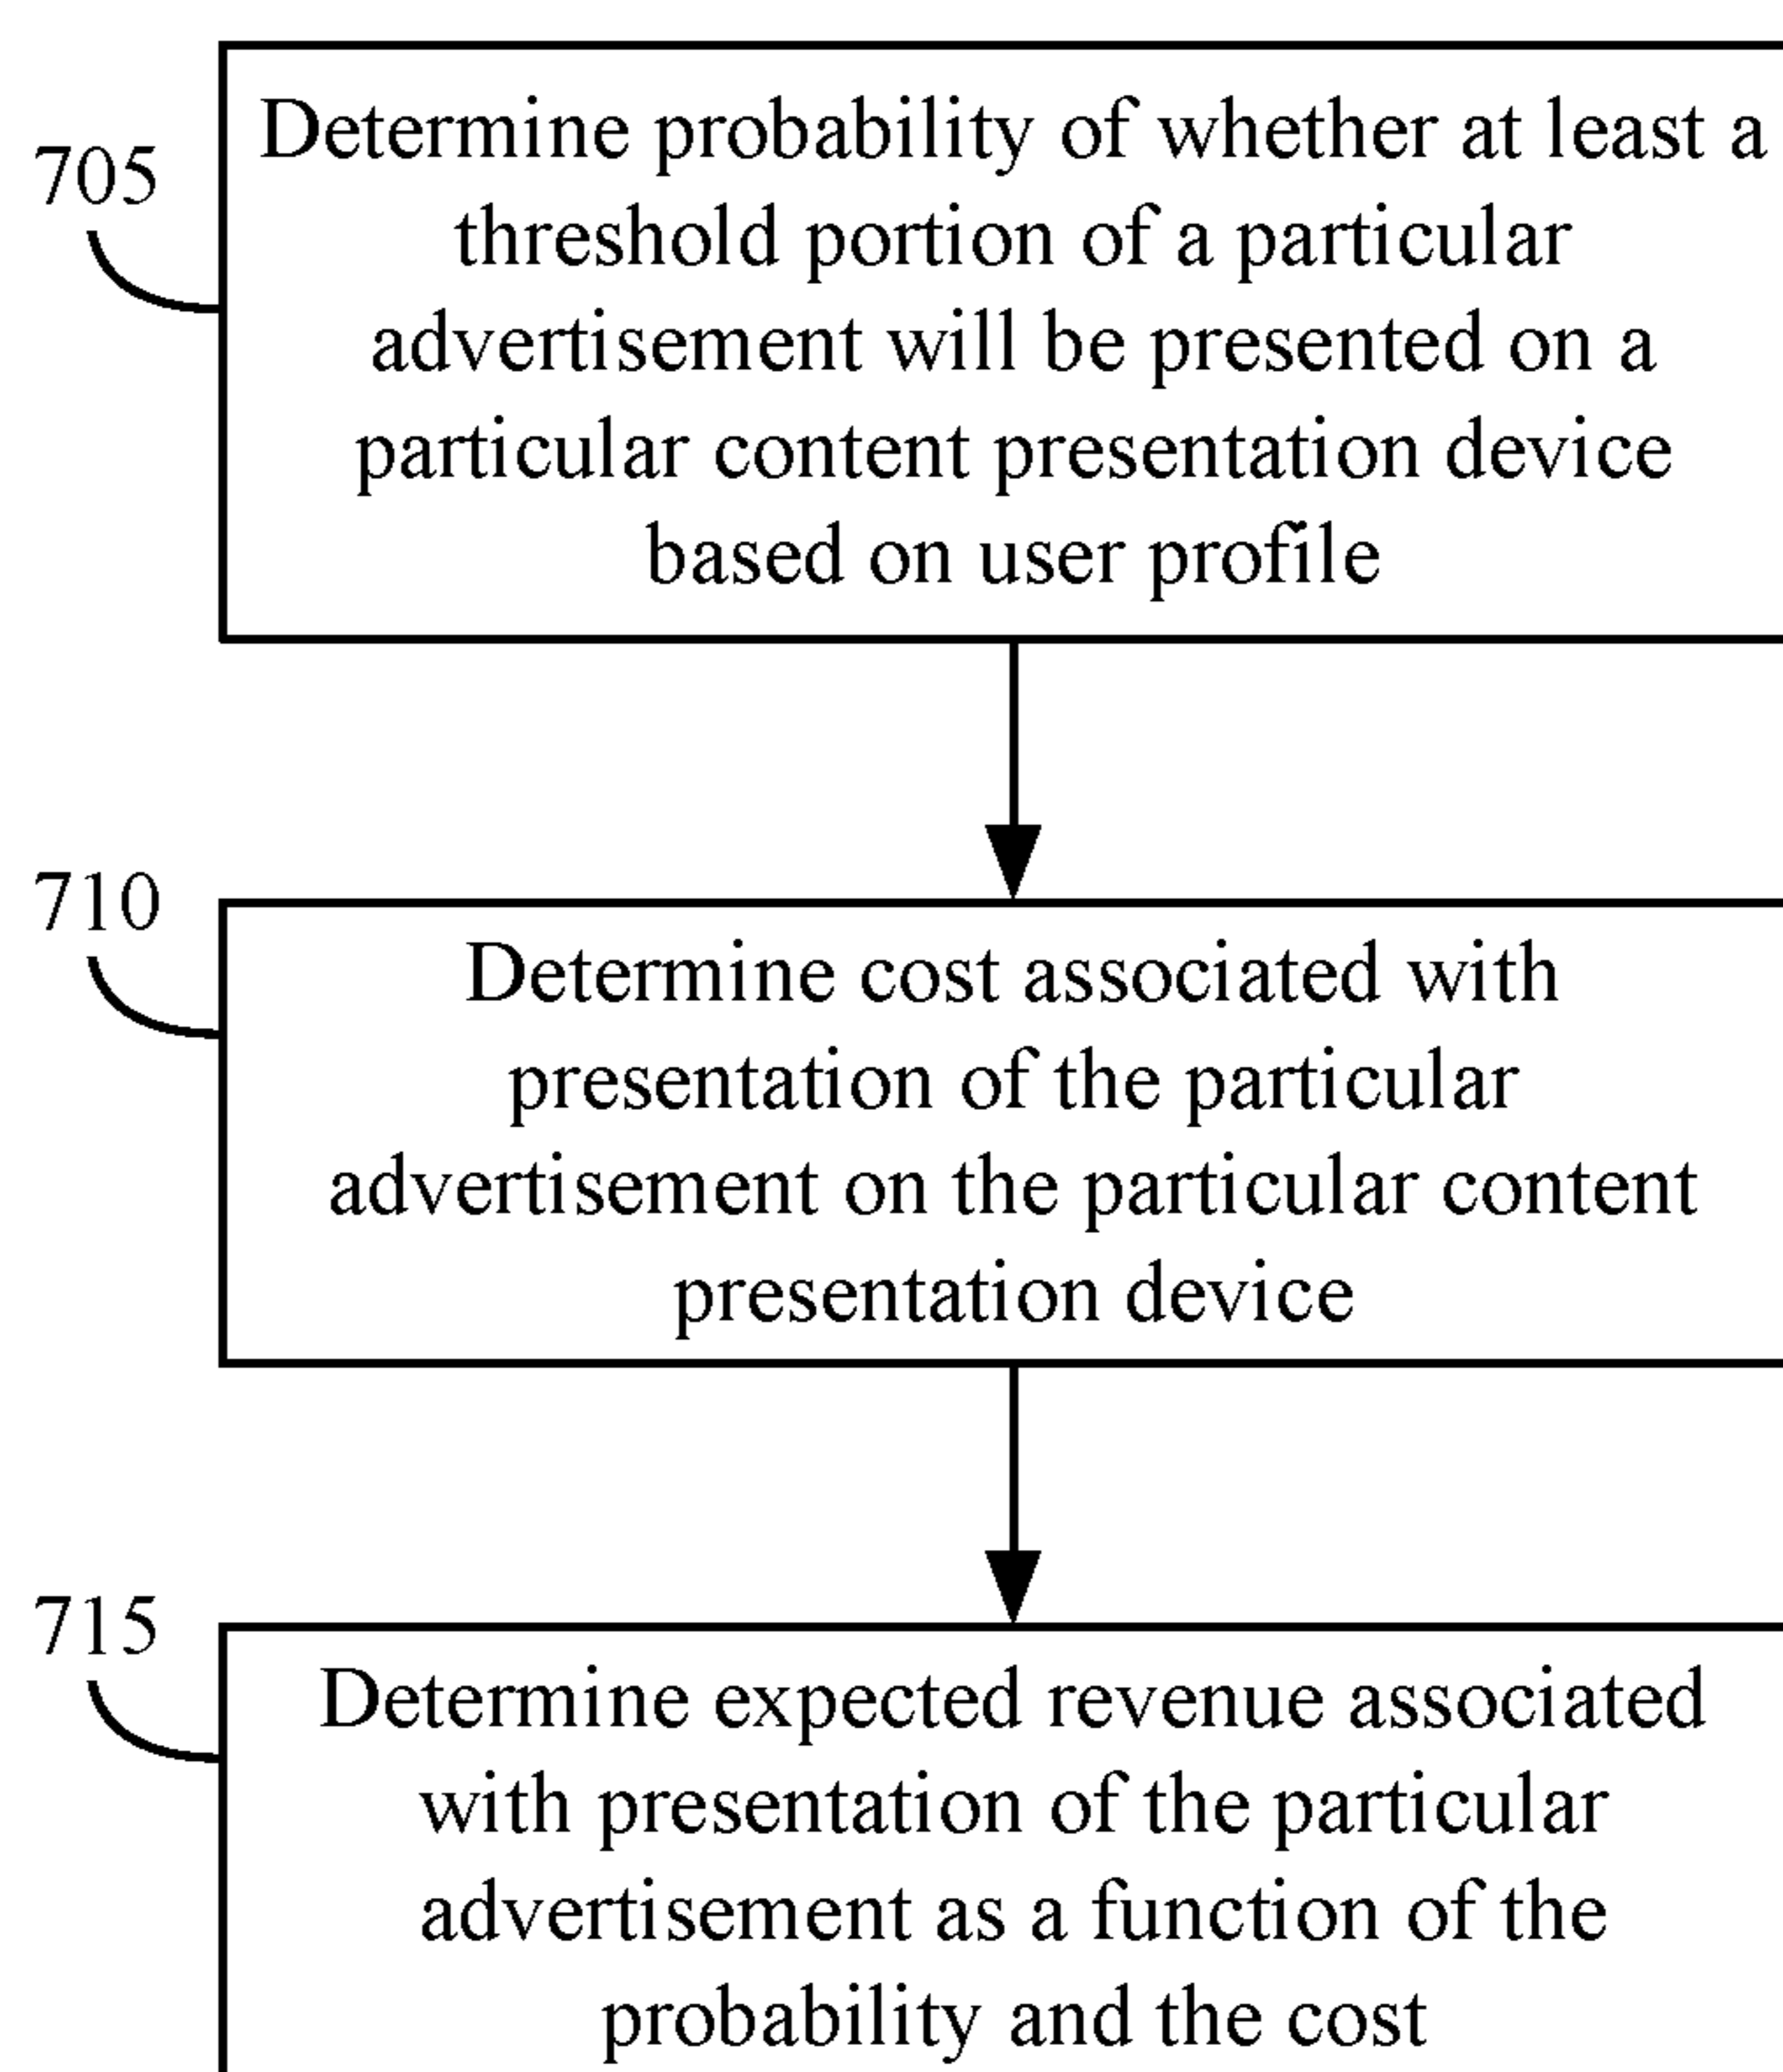 705
Determine probability of whether at least a
threshold portion of a particular
advertisement will be presented on a
particular content presentation device
based on user profile
710
Determine cost associated with
presentation of the particular
advertisement on the particular content
presentation device
715
Determine expected revenue associated
with presentation of the particular
advertisement as a function of the
probability and the cost